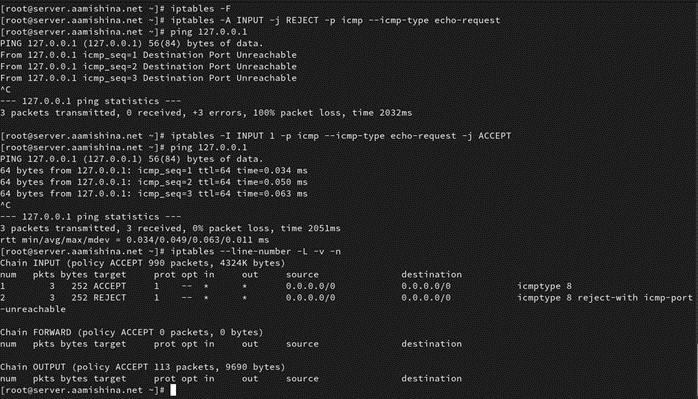 [root@server.aamishina.net ~]# iptables -F
[root@server.aamishina.net ~]# iptables -A INPUT -j REJECT -p icmp --icmp-type echo-request
[root@server.aamishina.net ~]# ping 127.0.0.1
PING 127.0.0.1 (127.0.0.1) 56(84) bytes of data.
From 127.0.0.1 icmp_seq=1 Destination Port Unreachable
From 127.0.0.1 icmp_seq=2 Destination Port Unreachable
From 127.0.0.1 icmp_seq=3 Destination Port Unreachable
^C
--- 127.0.0.1 ping statistics ---
3 packets transmitted, 0 received, +3 errors, 100% packet loss, time 2032ms

[root@server.aamishina.net ~]# iptables -I INPUT 1 -p icmp --icmp-type echo-request -j ACCEPT
[root@server.aamishina.net ~]# ping 127.0.0.1
PING 127.0.0.1 (127.0.0.1) 56(84) bytes of data.
64 bytes from 127.0.0.1: icmp_seq=1 ttl=64 time=0.034 ms
64 bytes from 127.0.0.1: icmp_seq=2 ttl=64 time=0.050 ms
64 bytes from 127.0.0.1: icmp_seq=3 ttl=64 time=0.063 ms
^C
--- 127.0.0.1 ping statistics ---
3 packets transmitted, 3 received, 0% packet loss, time 2051ms
rtt min/avg/max/mdev = 0.034/0.049/0.063/0.011 ms
[root@server.aamishina.net ~]# iptables --line-number -L -v -n
Chain INPUT (policy ACCEPT 990 packets, 4324K bytes)
num   pkts bytes target     prot opt in     out     source               destination
1        3   252 ACCEPT     1    --  *      *       0.0.0.0/0            0.0.0.0/0            icmptype 8
2        3   252 REJECT     1    --  *      *       0.0.0.0/0            0.0.0.0/0            icmptype 8 reject-with icmp-port
-unreachable

Chain FORWARD (policy ACCEPT 0 packets, 0 bytes)
num   pkts bytes target     prot opt in     out     source               destination

Chain OUTPUT (policy ACCEPT 113 packets, 9690 bytes)
num   pkts bytes target     prot opt in     out     source               destination
[root@server.aamishina.net ~]#